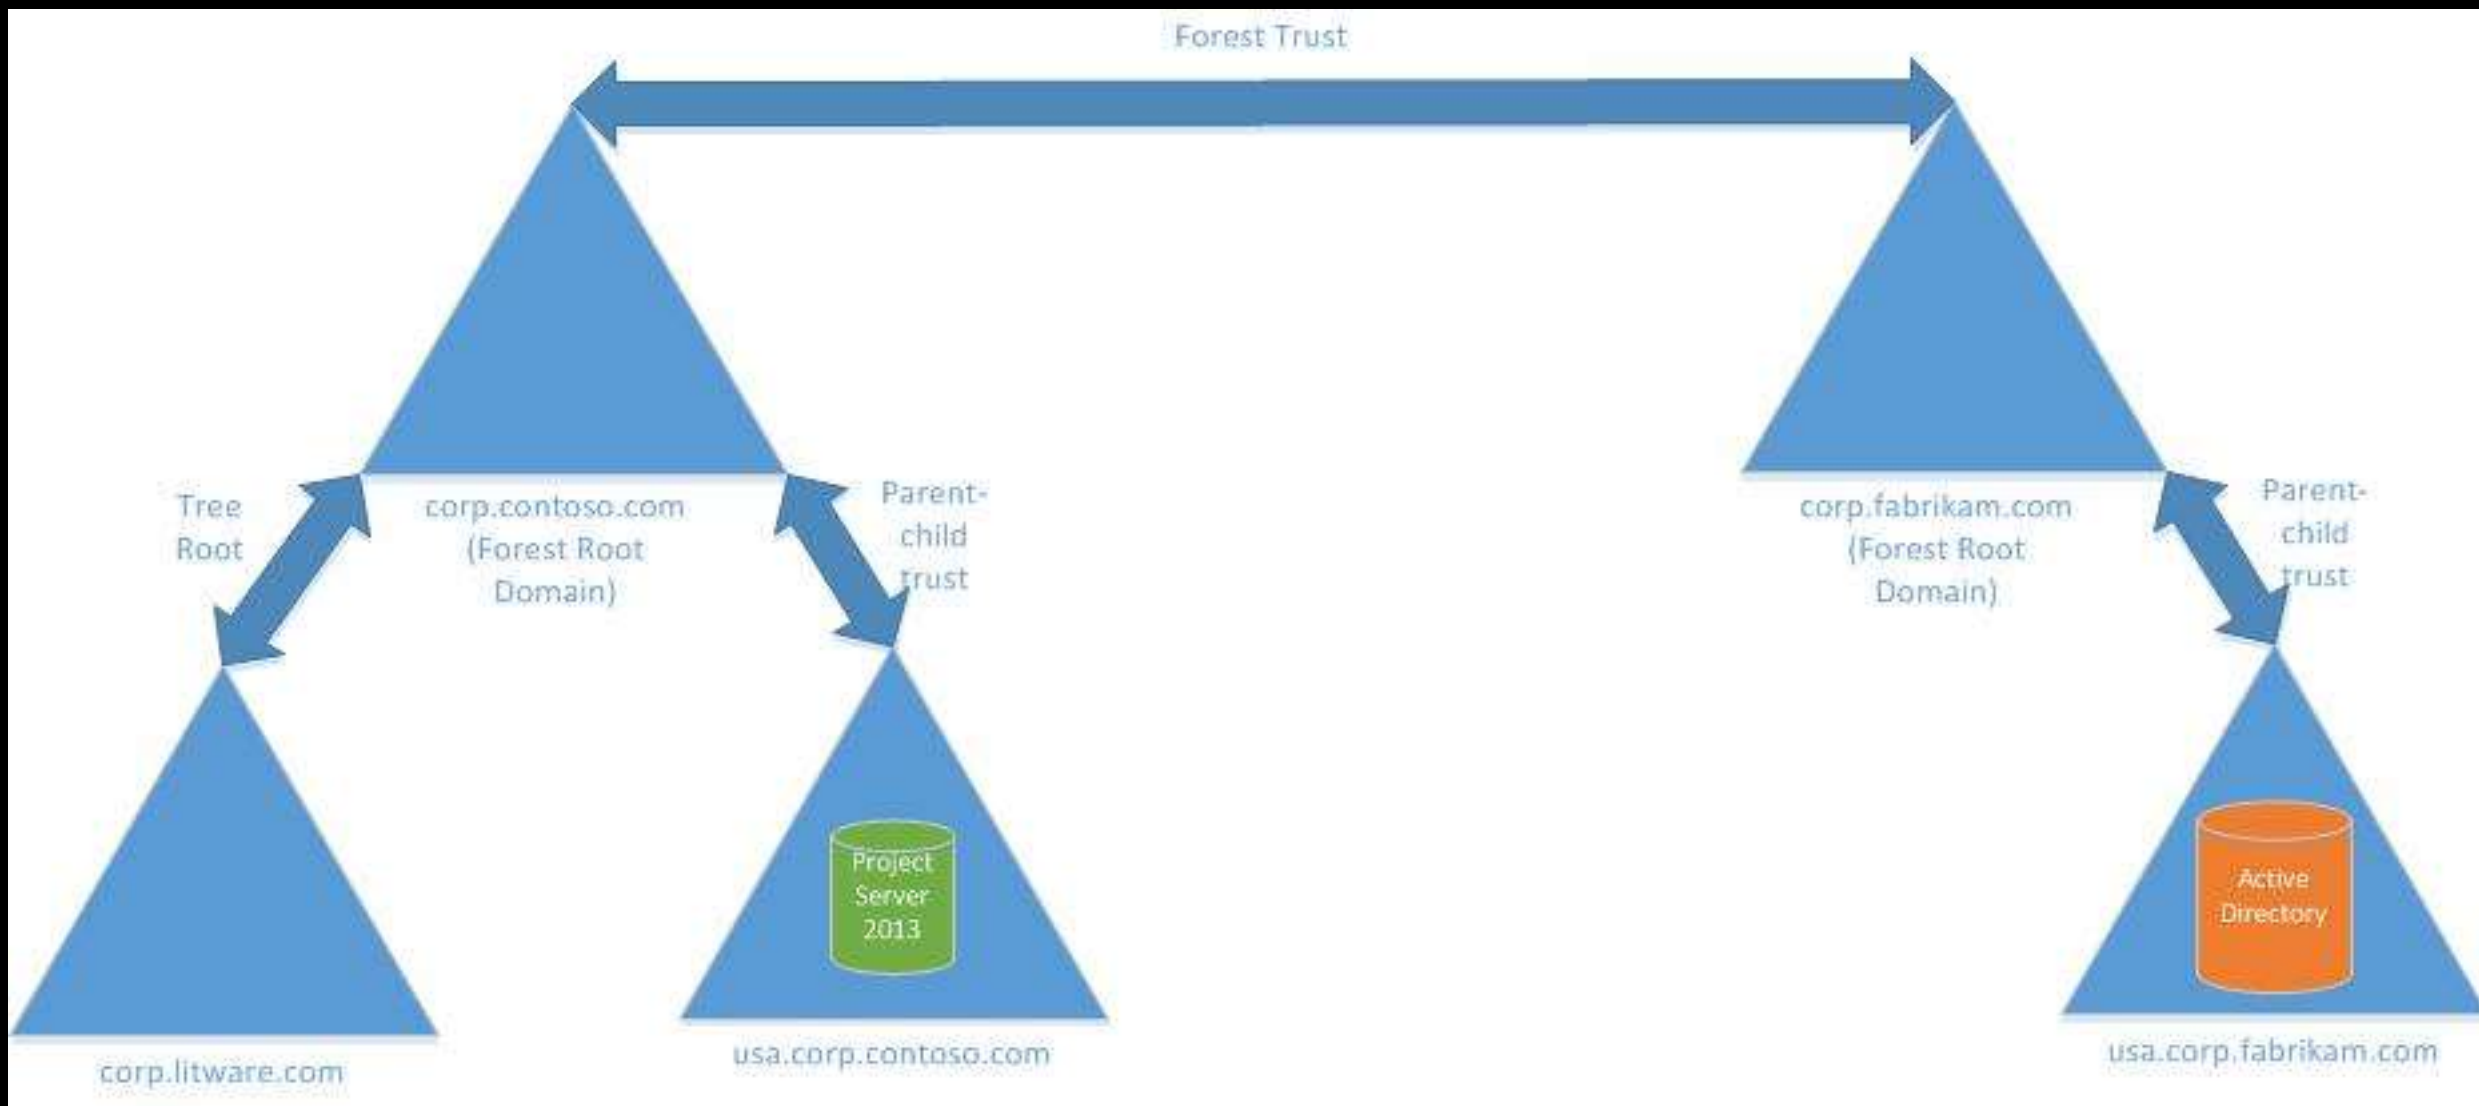 Forest Trust
Tree
Root
corp.contoso.com
(Forest Root
Domain)
Parent-
child
trust
corp.fabrikam.com
(Forest Root
Domain)
Parent-
child
trust
Project
Server
2013
Active
Directory
corp.litware.com
usa.corp.contoso.com
usa.corp.fabrikam.com